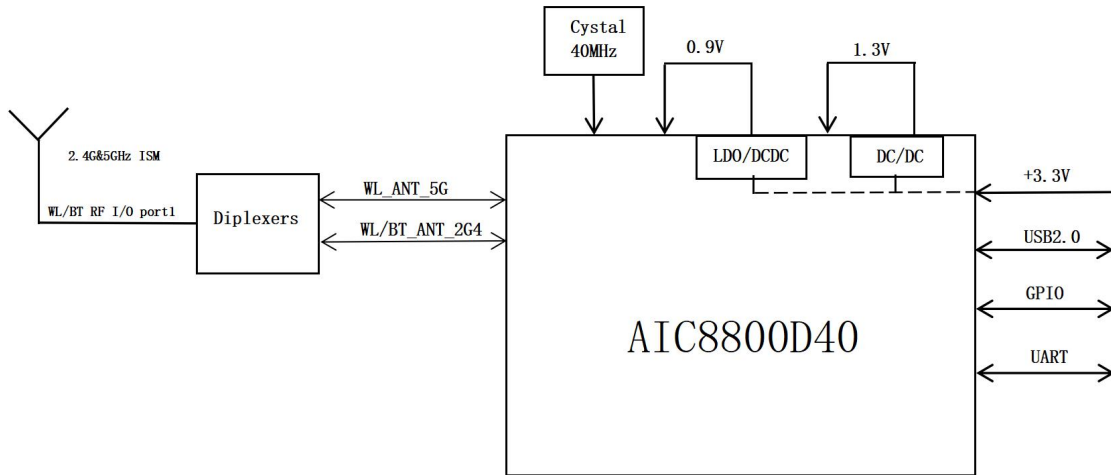 Cystal
40MHz
0.9V
1.3V
2.4G&5GHz ISM
LDO/DCDC
DC/DC
+3.3V
WL_ANT_5G
WL/BT RF I/O port1
Diplexers
WL/BT_ANT_2G4
USB2.0
GPIO
AIC8800D40
UART